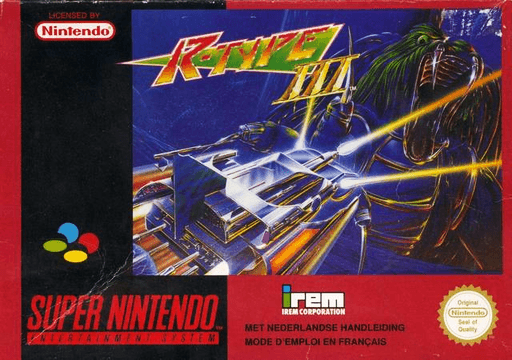 LICENSED BY
Nintendo
R-TYPE
III
TM
SUPER NINTENDO
ENTERTAINMENT SYSTEM
irem
IREM CORPORATION
MET NEDERLANDSE HANDLEIDING
MODE D'EMPLOI EN FRANÇAIS
Original
Nintendo
Seal of
Quality